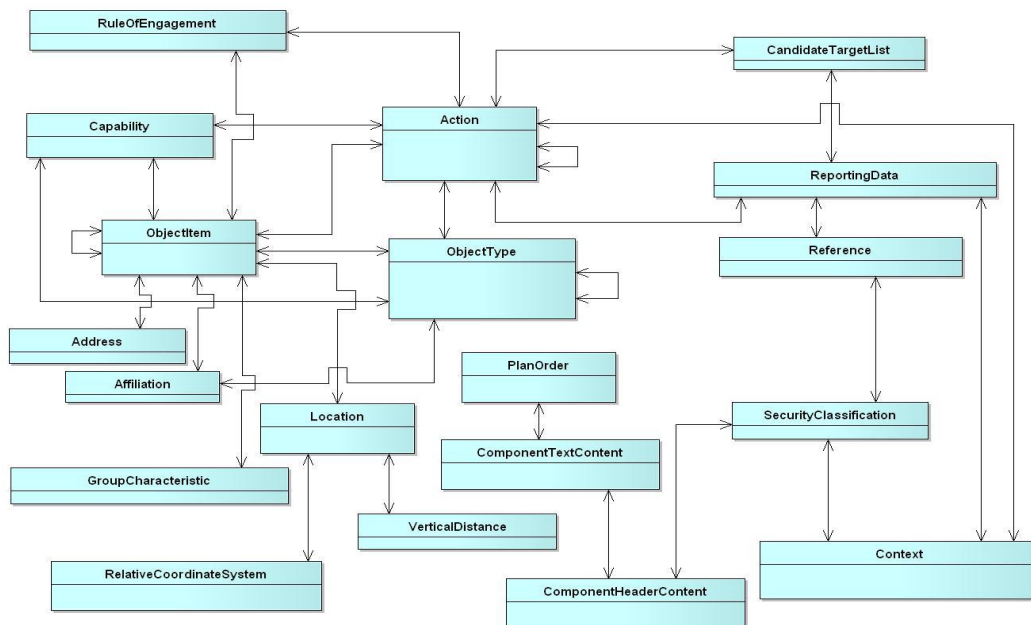 RuleOfEngagement
CandidateTargetList
Action
Capability
ReportingData
ObjectItem
ObjectType
Reference
Address
Affiliation
PlanOrder
Location
SecurityClassification
ComponentTextContent
GroupCharacteristic
VerticalDistance
Context
RelativeCoordinateSystem
ComponentHeaderContent